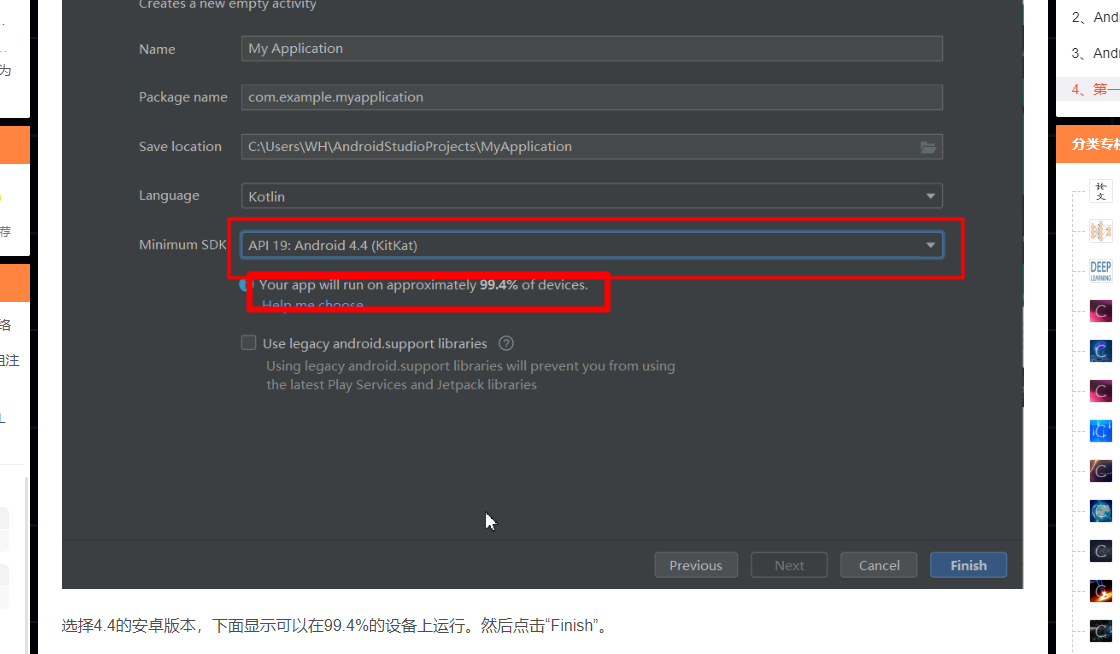 Creates a new empty activity
Name
My Application
Package name
com.example.myapplication
Save location
C:\Users\WH\AndroidStudioProjects\MyApplication
Language
Kotlin
Minimum SDK
API 19: Android 4.4 (KitKat)
Your app will run on approximately 99.4% of devices.
Help me choose
Use legacy android.support libraries ?
Using legacy android.support libraries will prevent you from using
the latest Play Services and Jetpack libraries
Previous
Next
Cancel
Finish
选择4.4的安卓版本，下面显示可以在99.4%的设备上运行。然后点击“Finish”。
为
荐
络
注
2、And
3、And
4、第一
分类专栏
DEEP
LEARNING